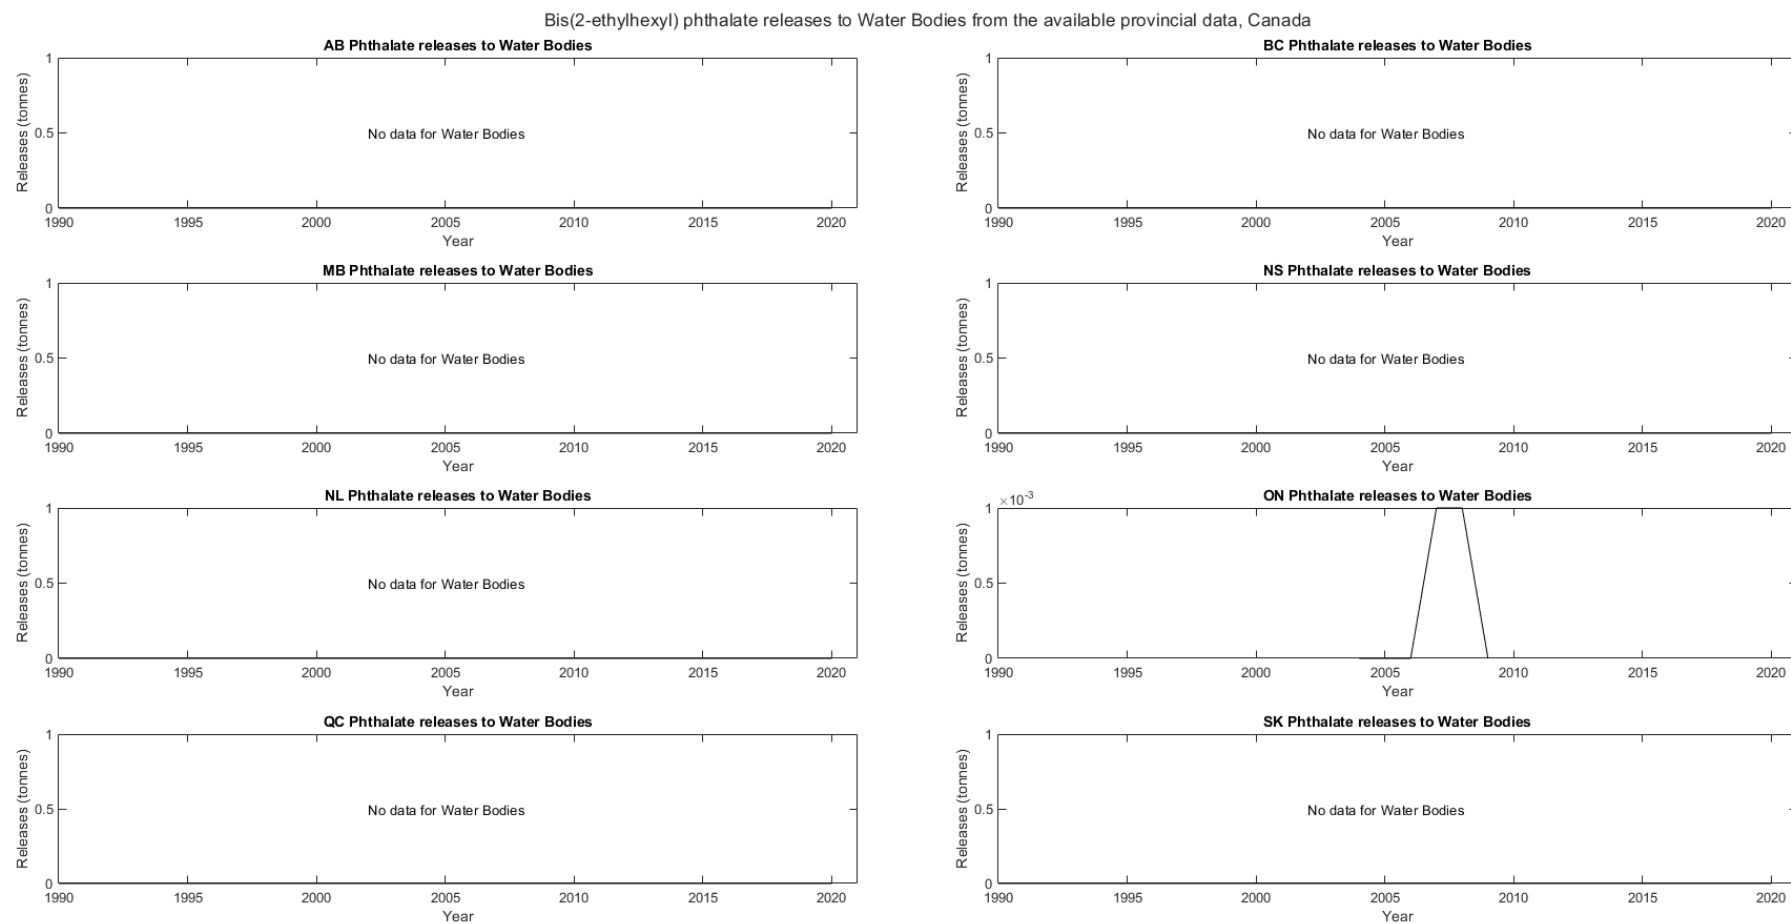 Bis(2-ethylhexyl) phthalate releases to Water Bodies from the available provincial data, Canada
AB Phthalate releases to Water Bodies
1
0.5
0
Releases (tonnes)
No data for Water Bodies
1990 1995 2000 2005 2010 2015 2020
Year
BC Phthalate releases to Water Bodies
1
0.5
0
Releases (tonnes)
No data for Water Bodies
1990 1995 2000 2005 2010 2015 2020
Year
MB Phthalate releases to Water Bodies
1
0.5
0
Releases (tonnes)
No data for Water Bodies
1990 1995 2000 2005 2010 2015 2020
Year
NS Phthalate releases to Water Bodies
1
0.5
0
Releases (tonnes)
No data for Water Bodies
1990 1995 2000 2005 2010 2015 2020
Year
NL Phthalate releases to Water Bodies
1
0.5
0
Releases (tonnes)
No data for Water Bodies
1990 1995 2000 2005 2010 2015 2020
Year
ON Phthalate releases to Water Bodies
×10⁻³
1
0.5
0
Releases (tonnes)
1990 1995 2000 2005 2010 2015 2020
Year
QC Phthalate releases to Water Bodies
1
0.5
0
Releases (tonnes)
No data for Water Bodies
1990 1995 2000 2005 2010 2015 2020
Year
SK Phthalate releases to Water Bodies
1
0.5
0
Releases (tonnes)
No data for Water Bodies
1990 1995 2000 2005 2010 2015 2020
Year